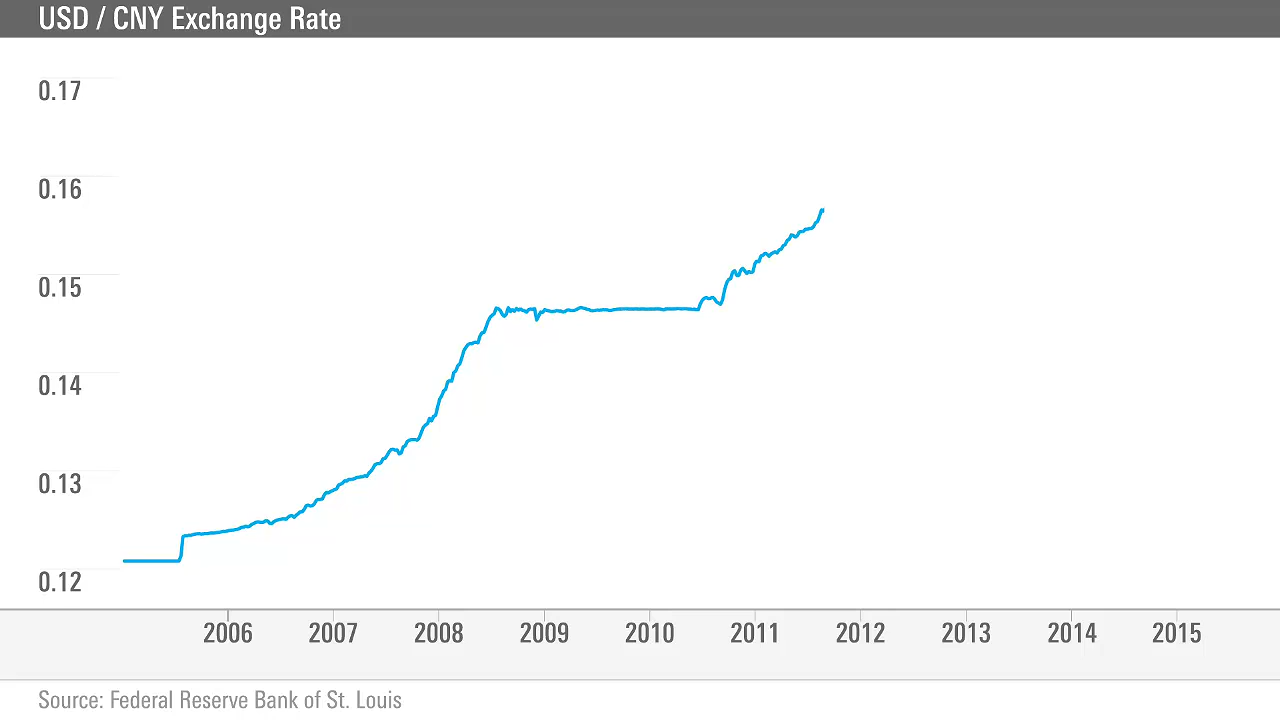 USD / CNY Exchange Rate
0.17
0.16
0.15
0.14
0.13
0.12
2006 2007 2008 2009 2010 2011 2012 2013 2014 2015
Source: Federal Reserve Bank of St. Louis